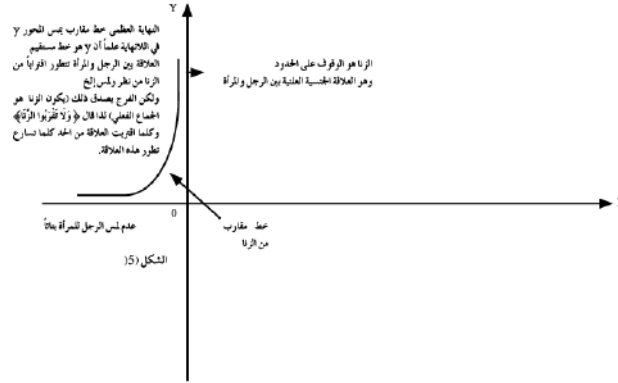 Y
النهاية العظمى خط مقارب يمس المحور y
في اللانهاية علماً أن y هو خط مستقيم
العلاقة بين الرجل والمرأة تتطور اقتراباً من
الزنا من نظر ولمس إلخ
ولكن الفرج يصدق ذلك (يكون الزنا هو
الجماع الفعلي) لذا قال ﴿وَلَا تَقْرَبُوا الزِّنَا﴾
وكلما اقتربت العلاقة من الحد كلما تسارع
تطور هذه العلاقة.
الزنا هو الوقوف على الحدود
وهو العلاقة الجنسية العلنية بين الرجل والمرأة
0
عدم لمس الرجل للمرأة بتاتاً
خط مقارب
من الزنا
الشكل (5)